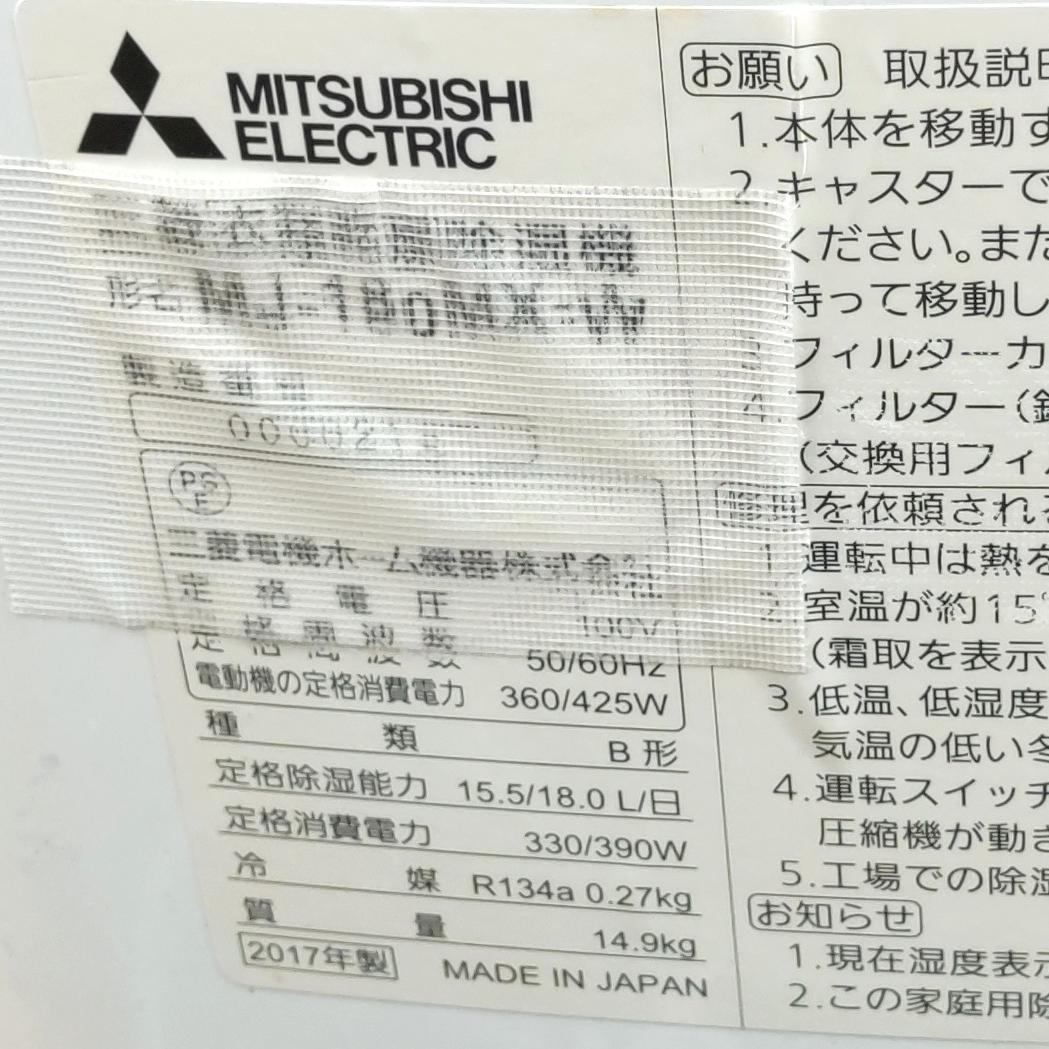 MITSUBISHI
ELECTRIC
三菱衣類乾燥除湿機
形名 MJ-180MX-W
製造番号
PS
E
三菱電機ホーム機器株式会社
定格電圧 100V
定格周波数 50/60Hz
電動機の定格消費電力 360/425W
種類 B形
定格除湿能力 15.5/18.0 L/日
定格消費電力 330/390W
冷媒 R134a 0.27kg
質量 14.9kg
2017年製 MADE IN JAPAN
お願い 取扱説明
1.本体を移動す
2.キャスターで
ください。また
持って移動し
3.フィルターカ
4.フィルター(
(交換用フィル
修理を依頼される
1.運転中は熱を
2.室温が約15℃
(霜取を表示
3.低温、低湿度
気温の低い冬
4.運転スイッチ
圧縮機が動き
5.工場での除湿
お知らせ
1.現在湿度表示
2.この家庭用除